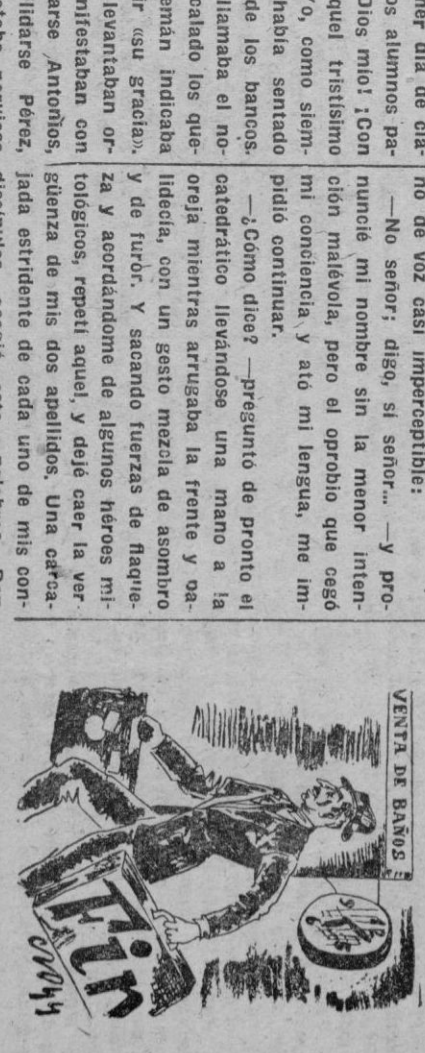 mer día de cla-
os alumnos pa-
Dios mío! ¡Con
quel tristísimo
Yo, como siem-
había sentado
de los bancos.
llamaba el no-
calado los que-
emán indicaba
ir «su gracia».
levantaban or-
nifestaban con
arse Antoñios,
lidarse Pérez,
no de voz casi imperceptible:
—No señor; digo, sí señor... —y pro-
nuncié mi nombre sin la menor inten-
ción malévola, pero el oprobio que cegó
mi conciencia y ató mi lengua, me im-
pidió continuar.
—¿Cómo dice? —preguntó de pronto el
catedrático llevándose una mano a la
oreja mientras arrugaba la frente y pa-
lidecía, con un gesto mezcla de asombro
y de furor. Y sacando fuerzas de flaque-
za y acordándome de algunos héroes mi-
tológicos, repetí aquel, y dejé caer la ver-
güenza de mis dos apellidos. Una carca-
jada estridente de cada uno de mis con-
VENTA DE BAÑOS
Fin